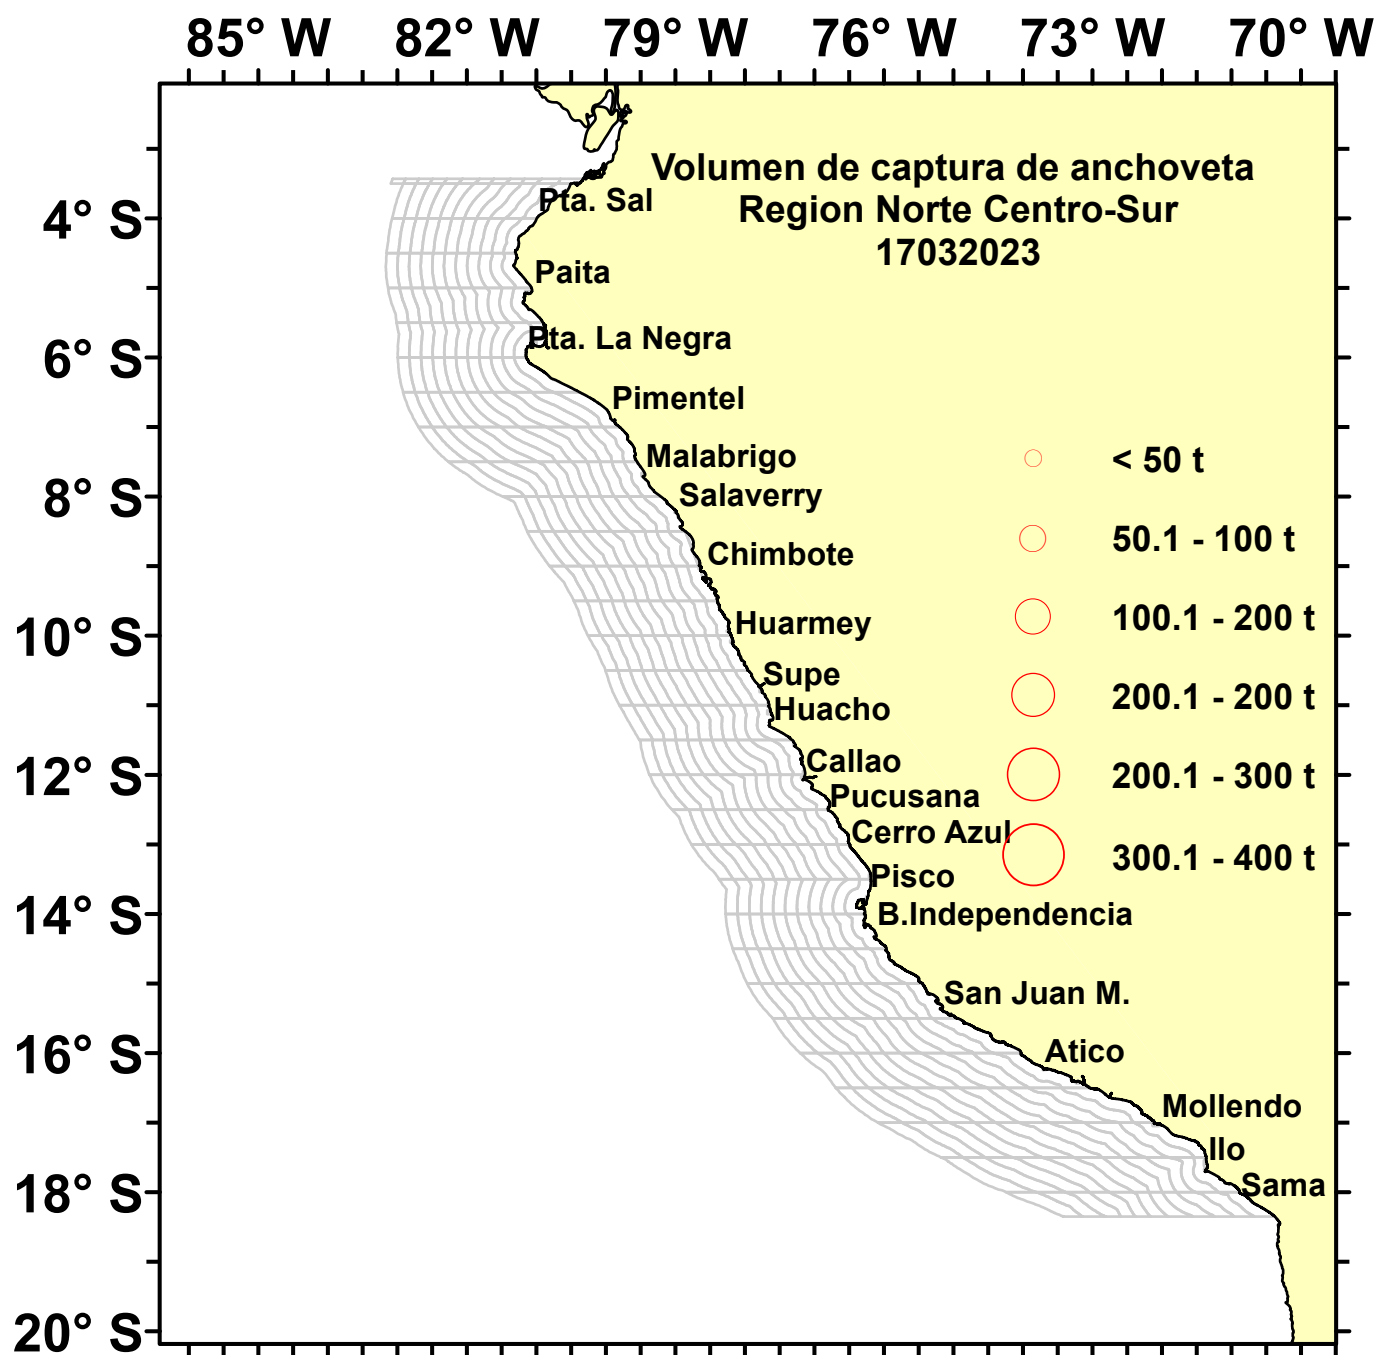 85° W 82° W 79° W 76° W 73° W 70° W
Volumen de captura de anchoveta
Region Norte Centro-Sur
17032023
4° S
6° S
8° S
10° S
12° S
14° S
16° S
18° S
20° S
Pta. Sal
Paita
Pta. La Negra
Pimentel
Malabrigo
Salaverry
Chimbote
Huarmey
Supe
Huacho
Callao
Pucusana
Cerro Azul
Pisco
B.Independencia
San Juan M.
Atico
Mollendo
Ilo
Sama
< 50 t
50.1 - 100 t
100.1 - 200 t
200.1 - 200 t
200.1 - 300 t
300.1 - 400 t